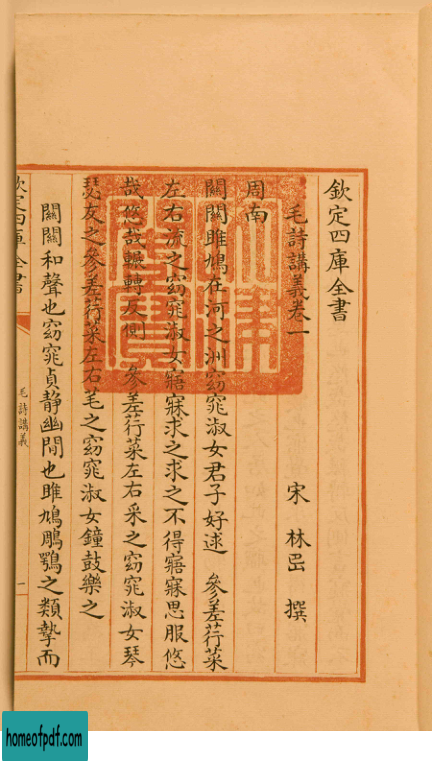 欽定四庫全書
毛詩講義卷一
宋 林岊 撰
周南
關關雎鳩在河之洲窈窕淑女君子好逑 參差荇菜
左右流之窈窕淑女寤寐求之求之不得寤寐思服悠
哉悠哉輾轉反側 參差荇菜左右采之窈窕淑女琴
瑟友之參差荇菜左右芼之窈窕淑女鐘鼓樂之
關關和聲也窈窕貞靜幽閒也雎鳩鵰鶚之類摯而
欽定四庫全書
毛詩講義
一
homeofpdf.com